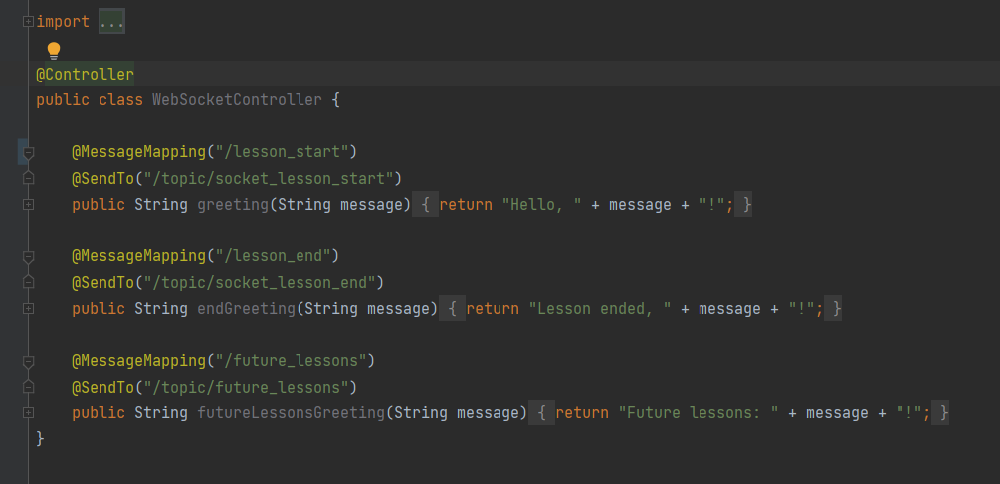 import ...
@Controller
public class WebSocketController {
@MessageMapping("/lesson_start")
@SendTo("/topic/socket_lesson_start")
public String greeting(String message) { return "Hello, " + message + "!"; }
@MessageMapping("/lesson_end")
@SendTo("/topic/socket_lesson_end")
public String endGreeting(String message) { return "Lesson ended, " + message + "!"; }
@MessageMapping("/future_lessons")
@SendTo("/topic/future_lessons")
public String futureLessonsGreeting(String message) { return "Future lessons: " + message + "!"; }
}